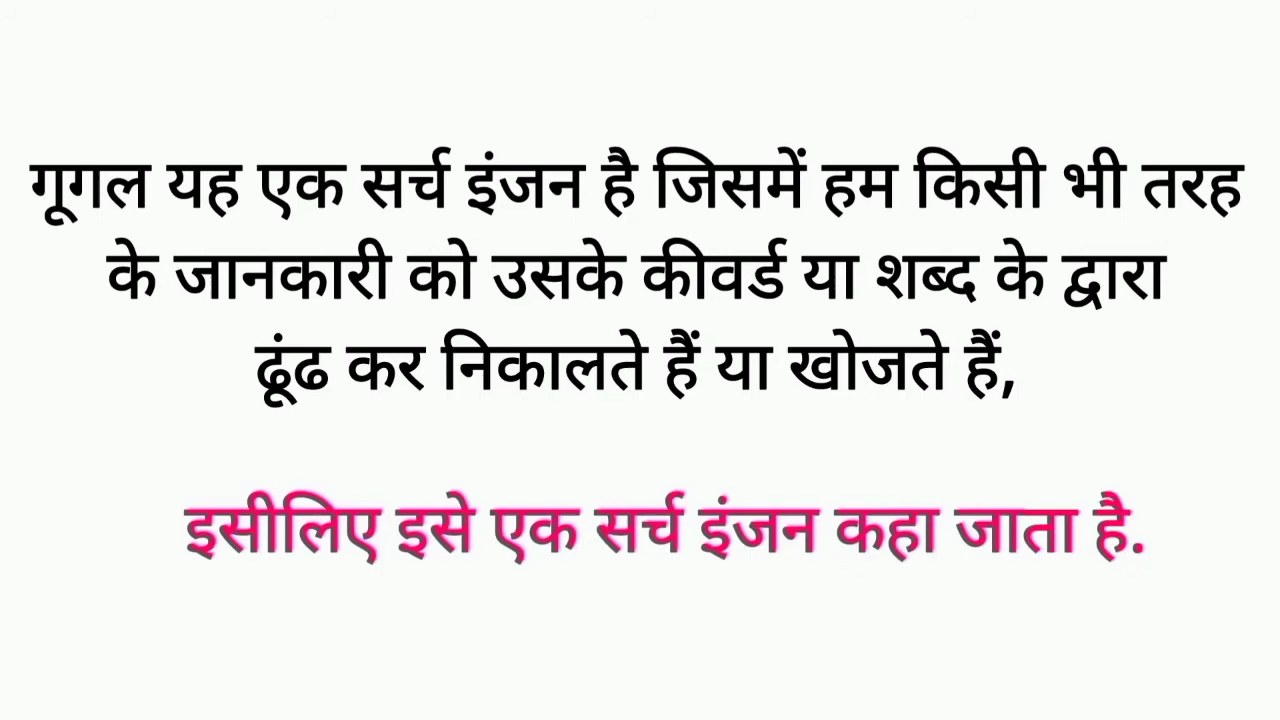 गूगल यह एक सर्च इंजन है जिसमें हम किसी भी तरह
के जानकारी को उसके कीवर्ड या शब्द के द्वारा
ढूंढ कर निकालते हैं या खोजते हैं,
इसीलिए इसे एक सर्च इंजन कहा जाता है.